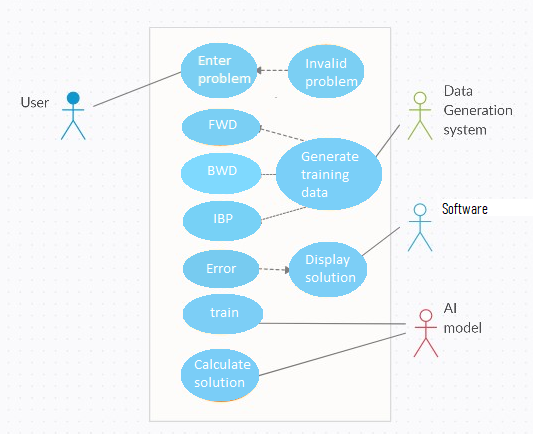 Enter
problem
Invalid
problem
User
Data
Generation
system
FWD
Generate
training
data
BWD
IBP
Software
Error
Display
solution
train
AI
model
Calculate
solution